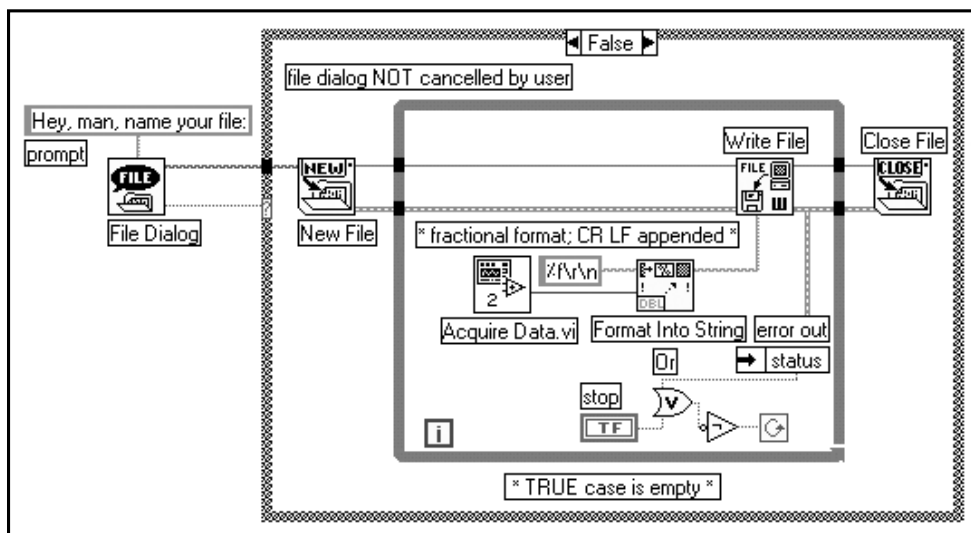 False
file dialog NOT cancelled by user
Hey, man, name your file:
prompt
Write File
Close File
FILE
NEW
FILE
CLOSE
W
File Dialog
New File
* fractional format; CR LF appended *
%f\r\n
2
DBL
Acquire Data.vi
Format Into String
error out
Or
status
stop
TF
i
* TRUE case is empty *